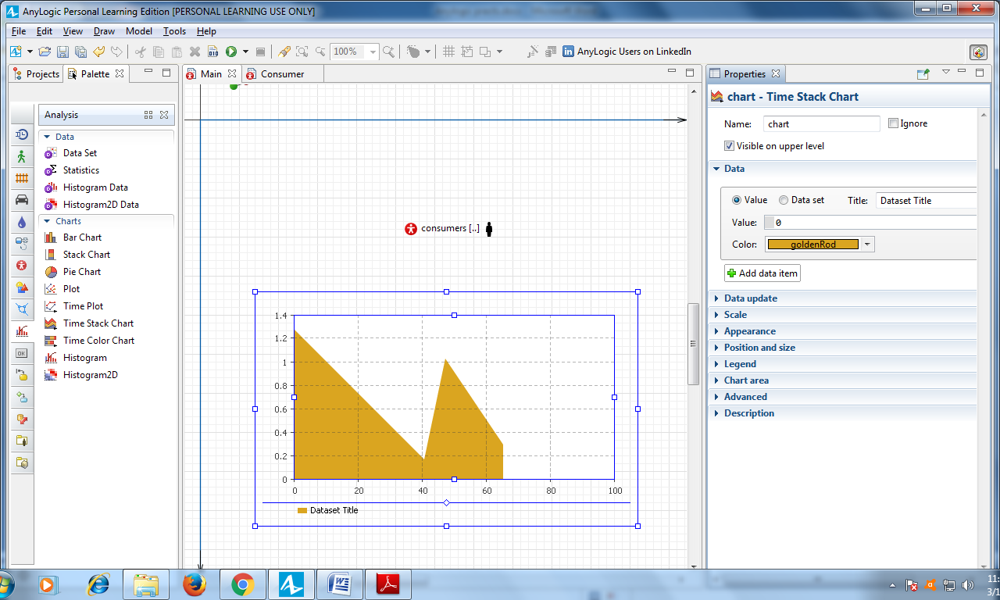 AnyLogic Personal Learning Edition [PERSONAL LEARNING USE ONLY]
File Edit View Draw Model Tools Help
100% AnyLogic Users on LinkedIn
Projects Palette Main Consumer Properties
Analysis
Data
Data Set
Statistics
Histogram Data
Histogram2D Data
Charts
Bar Chart
Stack Chart
Pie Chart
Plot
Time Plot
Time Stack Chart
Time Color Chart
Histogram
Histogram2D
OK
consumers [..]
1.4
1.2
1
0.8
0.6
0.4
0.2
0
0 20 40 60 80 100
Dataset Title
chart - Time Stack Chart
Name: chart Ignore
Visible on upper level
Data
Value Data set Title: Dataset Title
Value: 0
Color: goldenRod
Add data item
Data update
Scale
Appearance
Position and size
Legend
Chart area
Advanced
Description
11:
3/1